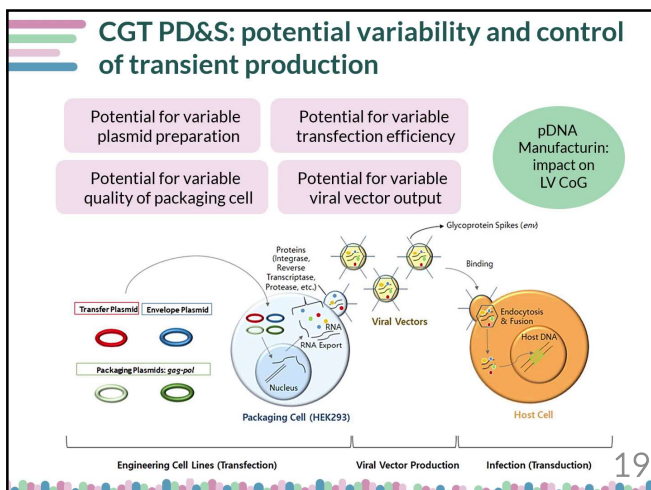 CGT PD&S: potential variability and control
of transient production
Potential for variable
plasmid preparation
Potential for variable
transfection efficiency
Potential for variable
quality of packaging cell
Potential for variable
viral vector output
pDNA
Manufacturin:
impact on
LV CoG
Glycoprotein Spikes (env)
Proteins
(Integrase,
Reverse
Transcriptase,
Protease, etc.)
Binding
Transfer Plasmid
Envelope Plasmid
RNA
RNA Export
Viral Vectors
Endocytosis
& Fusion
Host DNA
Packaging Plasmids: gag-pol
Nucleus
Packaging Cell (HEK293)
Host Cell
Engineering Cell Lines (Transfection)
Viral Vector Production
Infection (Transduction)
19